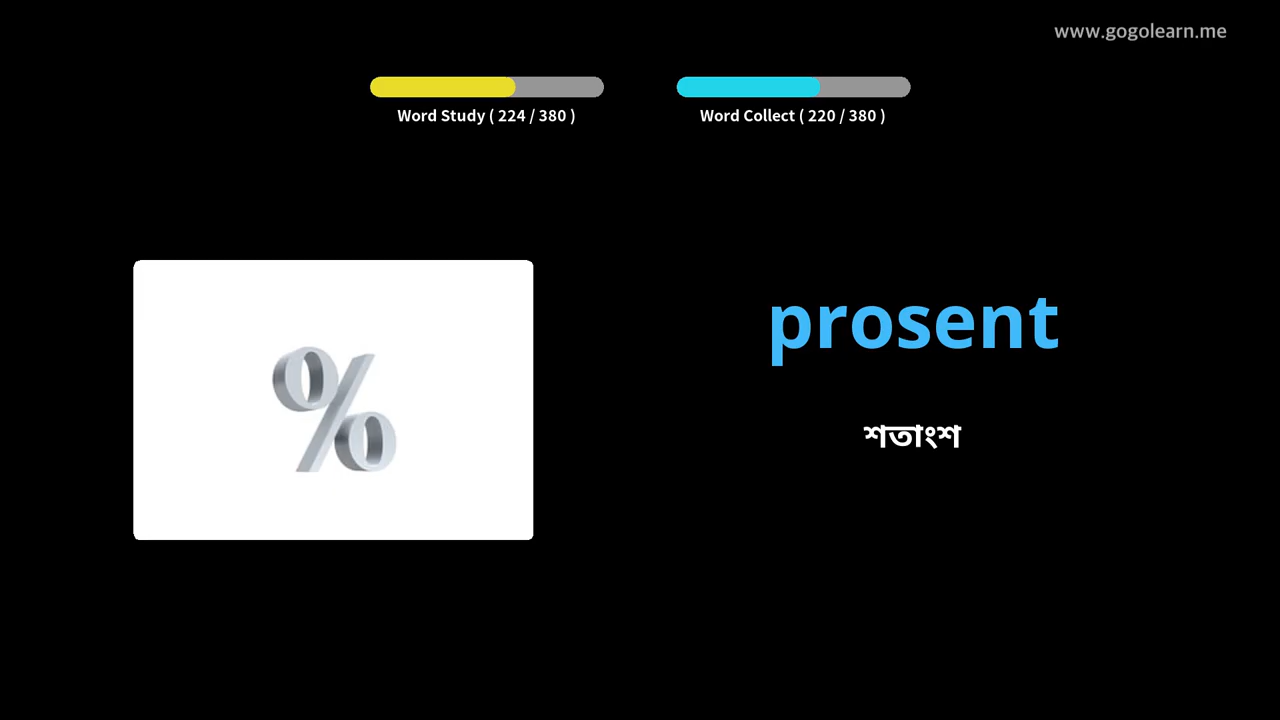 www.gogolearn.me
Word Study ( 224 / 380 )
Word Collect ( 220 / 380 )
%
prosent
শতাংশ